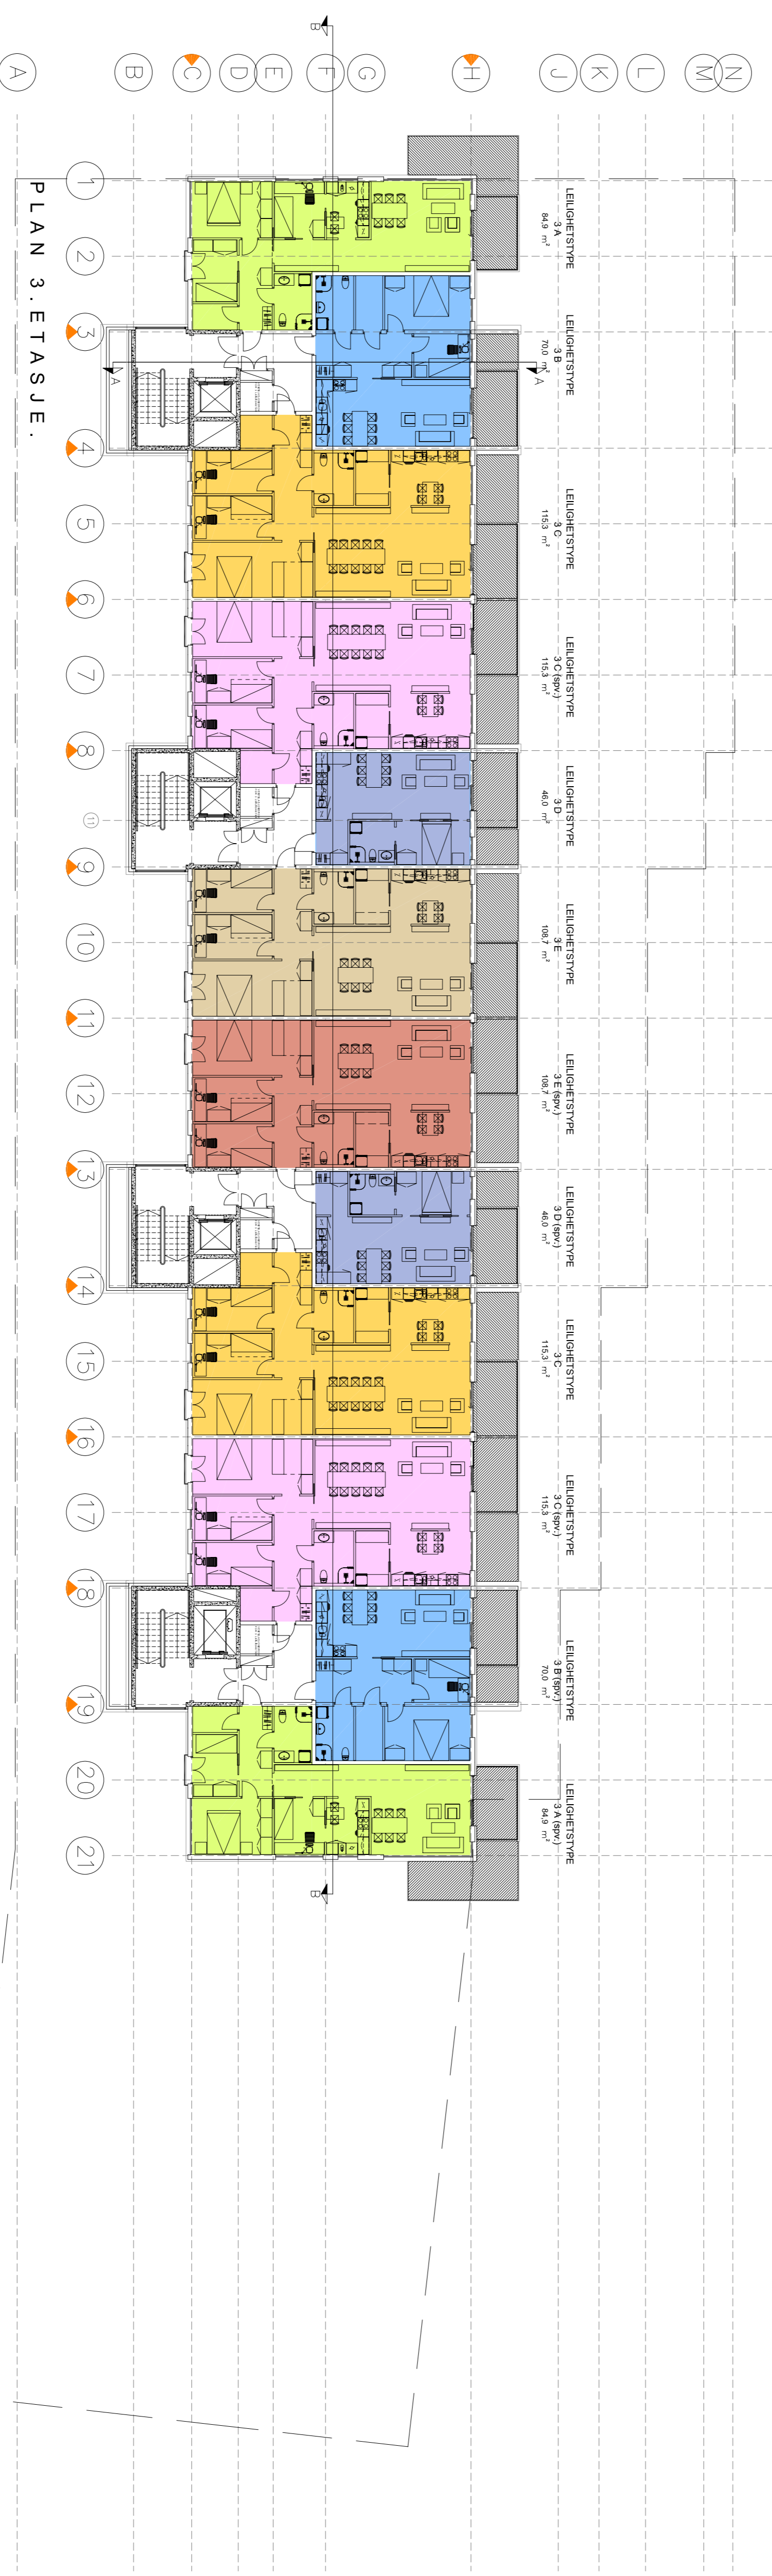 A
B
C
D
E
F
G
H
J
K
L
M
N
B
LEILIGHETSTYPE
3 A
84,9 m²
LEILIGHETSTYPE
3 B
70,0 m²
LEILIGHETSTYPE
3 C
115,3 m²
LEILIGHETSTYPE
3 C (spv.)
115,3 m²
LEILIGHETSTYPE
3 D
46,0 m²
LEILIGHETSTYPE
3 E
108,7 m²
LEILIGHETSTYPE
3 E (spv.)
108,7 m²
LEILIGHETSTYPE
3 D (spv.)
46,0 m²
LEILIGHETSTYPE
3 C
115,3 m²
LEILIGHETSTYPE
3 C (spv.)
115,3 m²
LEILIGHETSTYPE
3 B (spv.)
70,0 m²
LEILIGHETSTYPE
3 A (spv.)
84,9 m²
A
A
B
1
2
3
4
5
6
7
8
11
9
10
11
12
13
14
15
16
17
18
19
20
21
PLAN 3.ETASJE.